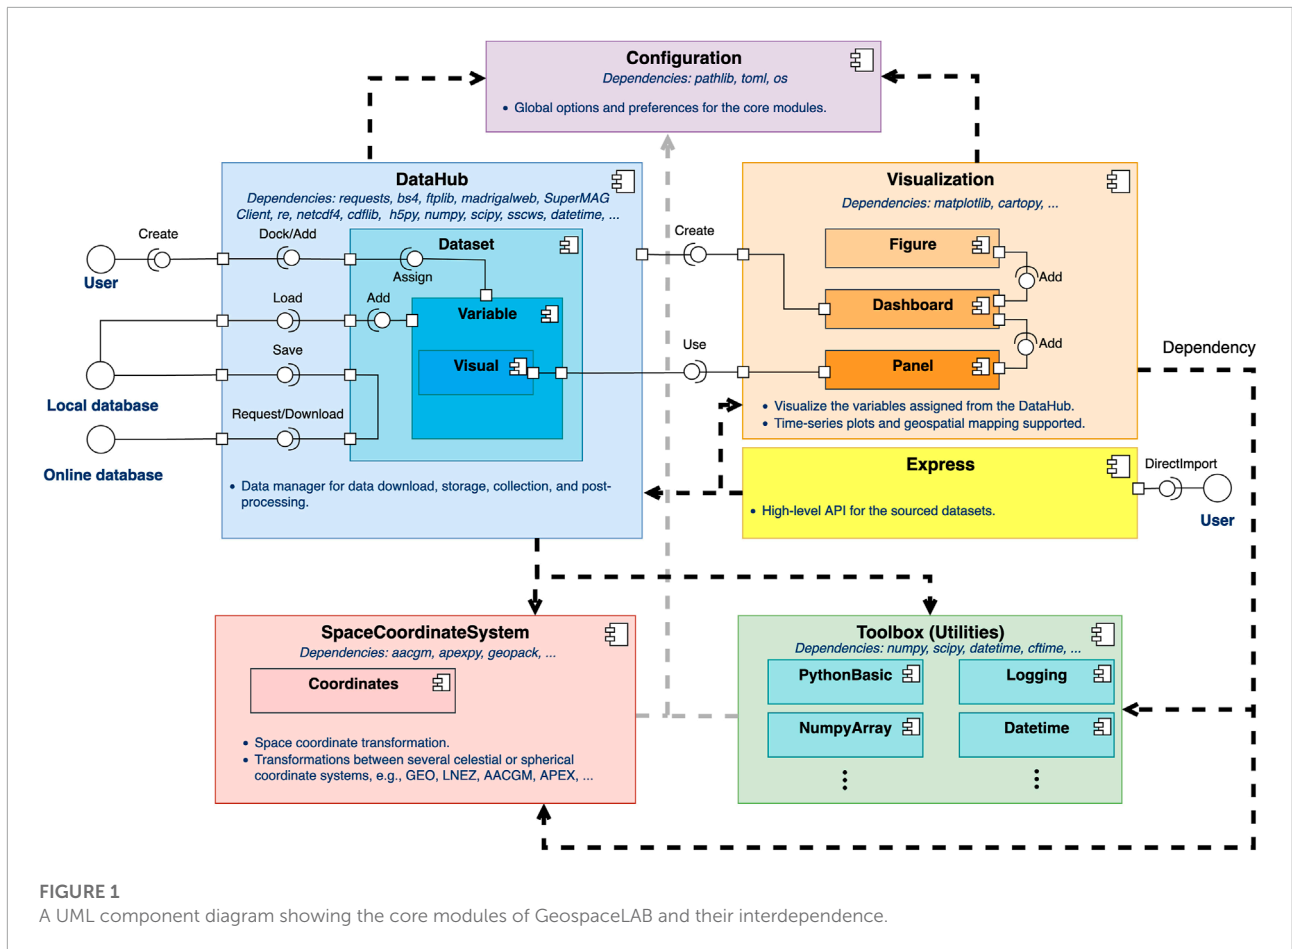 Configuration
Dependencies: pathlib, toml, os
• Global options and preferences for the core modules.
DataHub
Dependencies: requests, bs4, ftplib, madrigalweb, SuperMAG
Client, re, netcdf4, cdflib, h5py, numpy, scipy, sscws, datetime, ...
Create
User
Dock/Add
Dataset
Assign
Load
Add
Variable
Save
Visual
Local database
Request/Download
Online database
• Data manager for data download, storage, collection, and post-
processing.
Create
Use
Visualization
Dependencies: matplotlib, cartopy, ...
Figure
Add
Dashboard
Add
Panel
• Visualize the variables assigned from the DataHub.
• Time-series plots and geospatial mapping supported.
Dependency
Express
• High-level API for the sourced datasets.
DirectImport
User
SpaceCoordinateSystem
Dependencies: aacgm, apexpy, geopack, ...
Coordinates
• Space coordinate transformation.
• Transformations between several celestial or spherical
coordinate systems, e.g., GEO, LNEZ, AACGM, APEX, ...
Toolbox (Utilities)
Dependencies: numpy, scipy, datetime, cftime, ...
PythonBasic
Logging
NumpyArray
Datetime
FIGURE 1
A UML component diagram showing the core modules of GeospaceLAB and their interdependence.